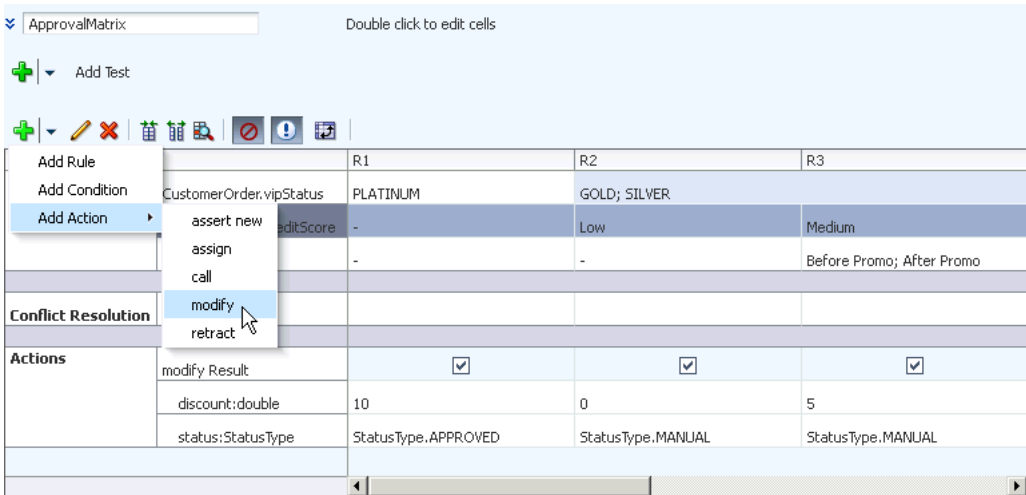 ApprovalMatrix Double click to edit cells
Add Test
R1 R2 R3
Add Rule
Add Condition CustomerOrder.vipStatus PLATINUM GOLD; SILVER
Add Action assert new editScore - Low Medium
assign
- - Before Promo; After Promo
call
modify
Conflict Resolution
retract
Actions modify Result
discount:double 10 0 5
status:StatusType StatusType.APPROVED StatusType.MANUAL StatusType.MANUAL